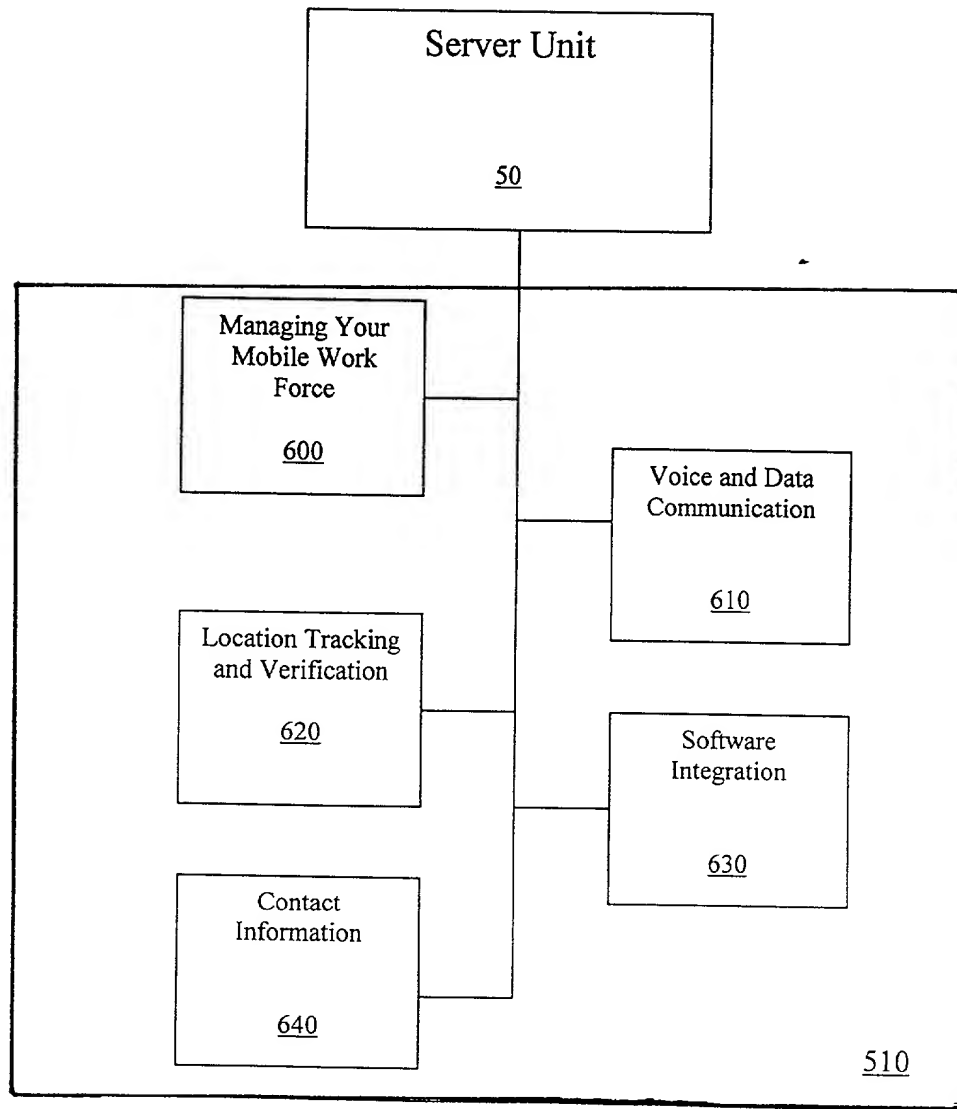 Server Unit
50
Managing Your
Mobile Work
Force
600
Voice and Data
Communication
610
Location Tracking
and Verification
620
Software
Integration
630
Contact
Information
640
510